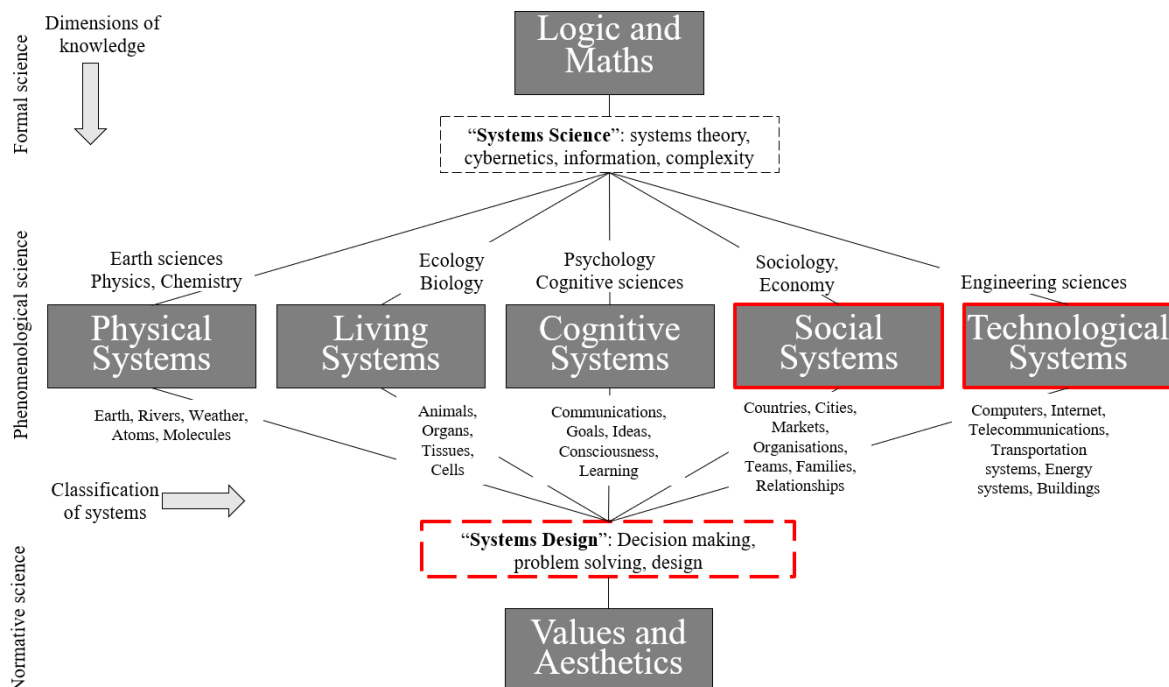 Dimensions of
knowledge
Formal science
Logic and
Maths
“Systems Science”: systems theory,
cybernetics, information, complexity
Phenomenological science
Earth sciences
Physics, Chemistry
Physical
Systems
Earth, Rivers, Weather,
Atoms, Molecules
Ecology
Biology
Living
Systems
Animals,
Organs,
Tissues,
Cells
Psychology
Cognitive sciences
Cognitive
Systems
Communications,
Goals, Ideas,
Consciousness,
Learning
Sociology,
Economy
Social
Systems
Countries, Cities,
Markets,
Organisations,
Teams, Families,
Relationships
Engineering sciences
Technological
Systems
Computers, Internet,
Telecommunications,
Transportation
systems, Energy
systems, Buildings
Classification
of systems
Normative science
“Systems Design”: Decision making,
problem solving, design
Values and
Aesthetics